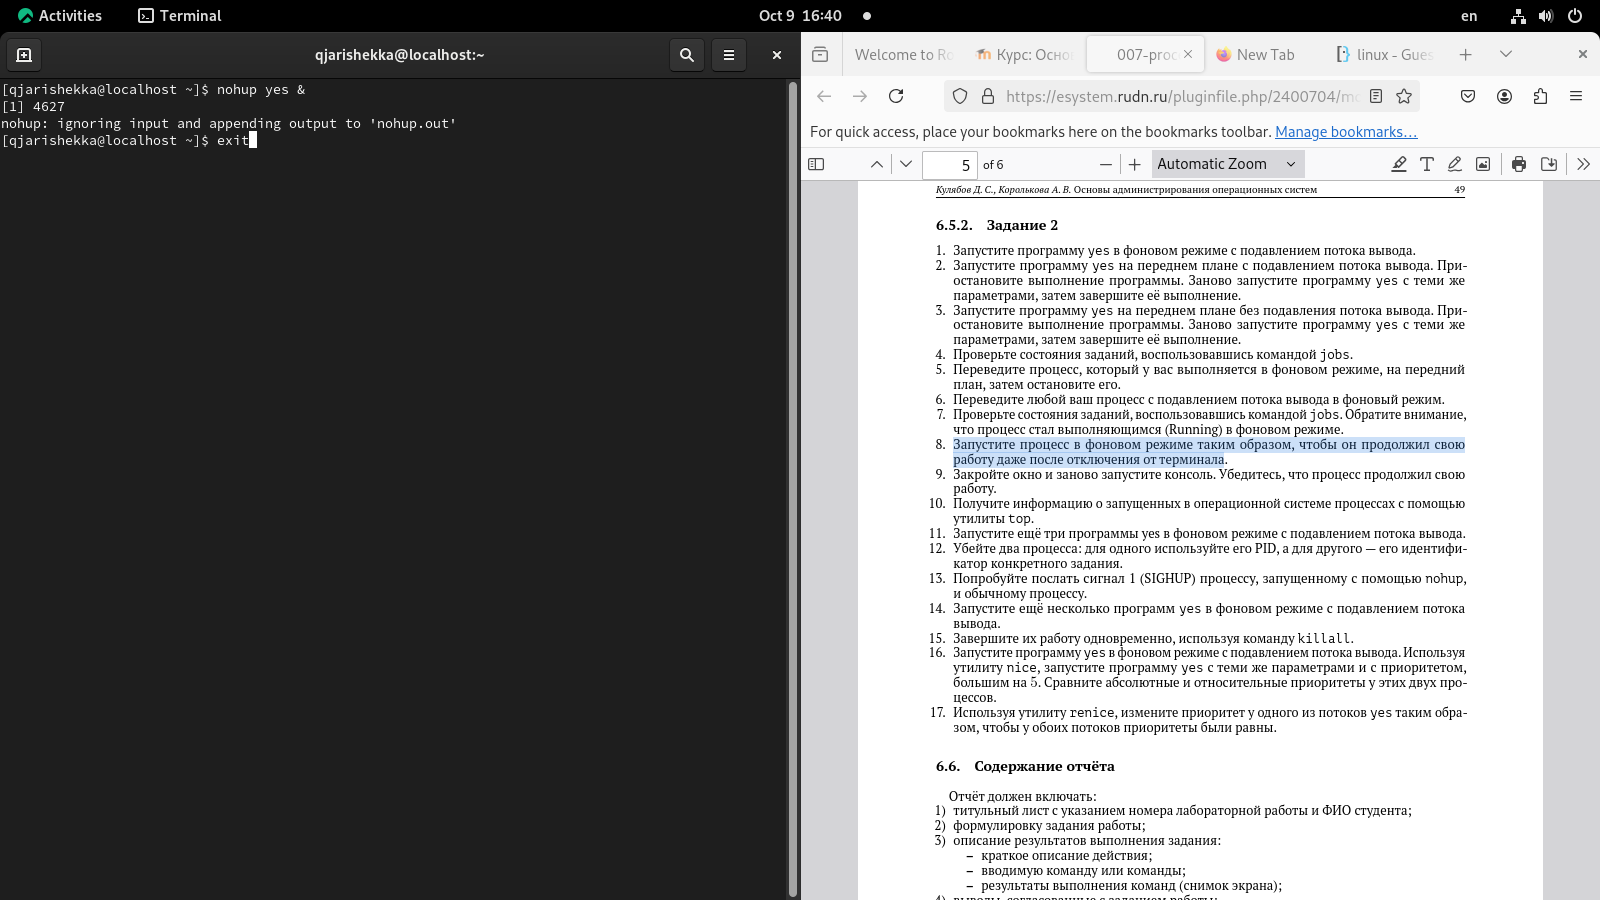 Activities
Terminal
Oct 9 16:40
en
qjarishekka@localhost:~
[qjarishekka@localhost ~]$ nohup yes &
[1] 4627
nohup: ignoring input and appending output to 'nohup.out'
[qjarishekka@localhost ~]$ exit
Welcome to Ro
Курс: Осно
007-proc
New Tab
linux - Gues
https://esystem.rudn.ru/pluginfile.php/2400704/mo
For quick access, place your bookmarks here on the bookmarks toolbar. Manage bookmarks…
5 of 6
Automatic Zoom
Кулябов Д. С., Королькова А. В. Основы администрирования операционных систем 49
6.5.2. Задание 2
1. Запустите программу yes в фоновом режиме с подавлением потока вывода.
2. Запустите программу yes на переднем плане с подавлением потока вывода. При-
остановите выполнение программы. Заново запустите программу yes с теми же
параметрами, затем завершите её выполнение.
3. Запустите программу yes на переднем плане без подавления потока вывода. При-
остановите выполнение программы. Заново запустите программу yes с теми же
параметрами, затем завершите её выполнение.
4. Проверьте состояния заданий, воспользовавшись командой jobs.
5. Переведите процесс, который у вас выполняется в фоновом режиме, на передний
план, затем остановите его.
6. Переведите любой ваш процесс с подавлением потока вывода в фоновый режим.
7. Проверьте состояния заданий, воспользовавшись командой jobs. Обратите внимание,
что процесс стал выполняющимся (Running) в фоновом режиме.
8. Запустите процесс в фоновом режиме таким образом, чтобы он продолжил свою
работу даже после отключения от терминала.
9. Закройте окно и заново запустите консоль. Убедитесь, что процесс продолжил свою
работу.
10. Получите информацию о запущенных в операционной системе процессах с помощью
утилиты top.
11. Запустите ещё три программы yes в фоновом режиме с подавлением потока вывода.
12. Убейте два процесса: для одного используйте его PID, а для другого — его идентифи-
катор конкретного задания.
13. Попробуйте послать сигнал 1 (SIGHUP) процессу, запущенному с помощью nohup,
и обычному процессу.
14. Запустите ещё несколько программ yes в фоновом режиме с подавлением потока
вывода.
15. Завершите их работу одновременно, используя команду killall.
16. Запустите программу yes в фоновом режиме с подавлением потока вывода. Используя
утилиту nice, запустите программу yes с теми же параметрами и с приоритетом,
большим на 5. Сравните абсолютные и относительные приоритеты у этих двух про-
цессов.
17. Используя утилиту renice, измените приоритет у одного из потоков yes таким обра-
зом, чтобы у обоих потоков приоритеты были равны.
6.6. Содержание отчёта
Отчёт должен включать:
1) титульный лист с указанием номера лабораторной работы и ФИО студента;
2) формулировку задания работы;
3) описание результатов выполнения задания:
– краткое описание действия;
– вводимую команду или команды;
– результаты выполнения команд (снимок экрана);
4) выводы, согласованные с заданием работы;